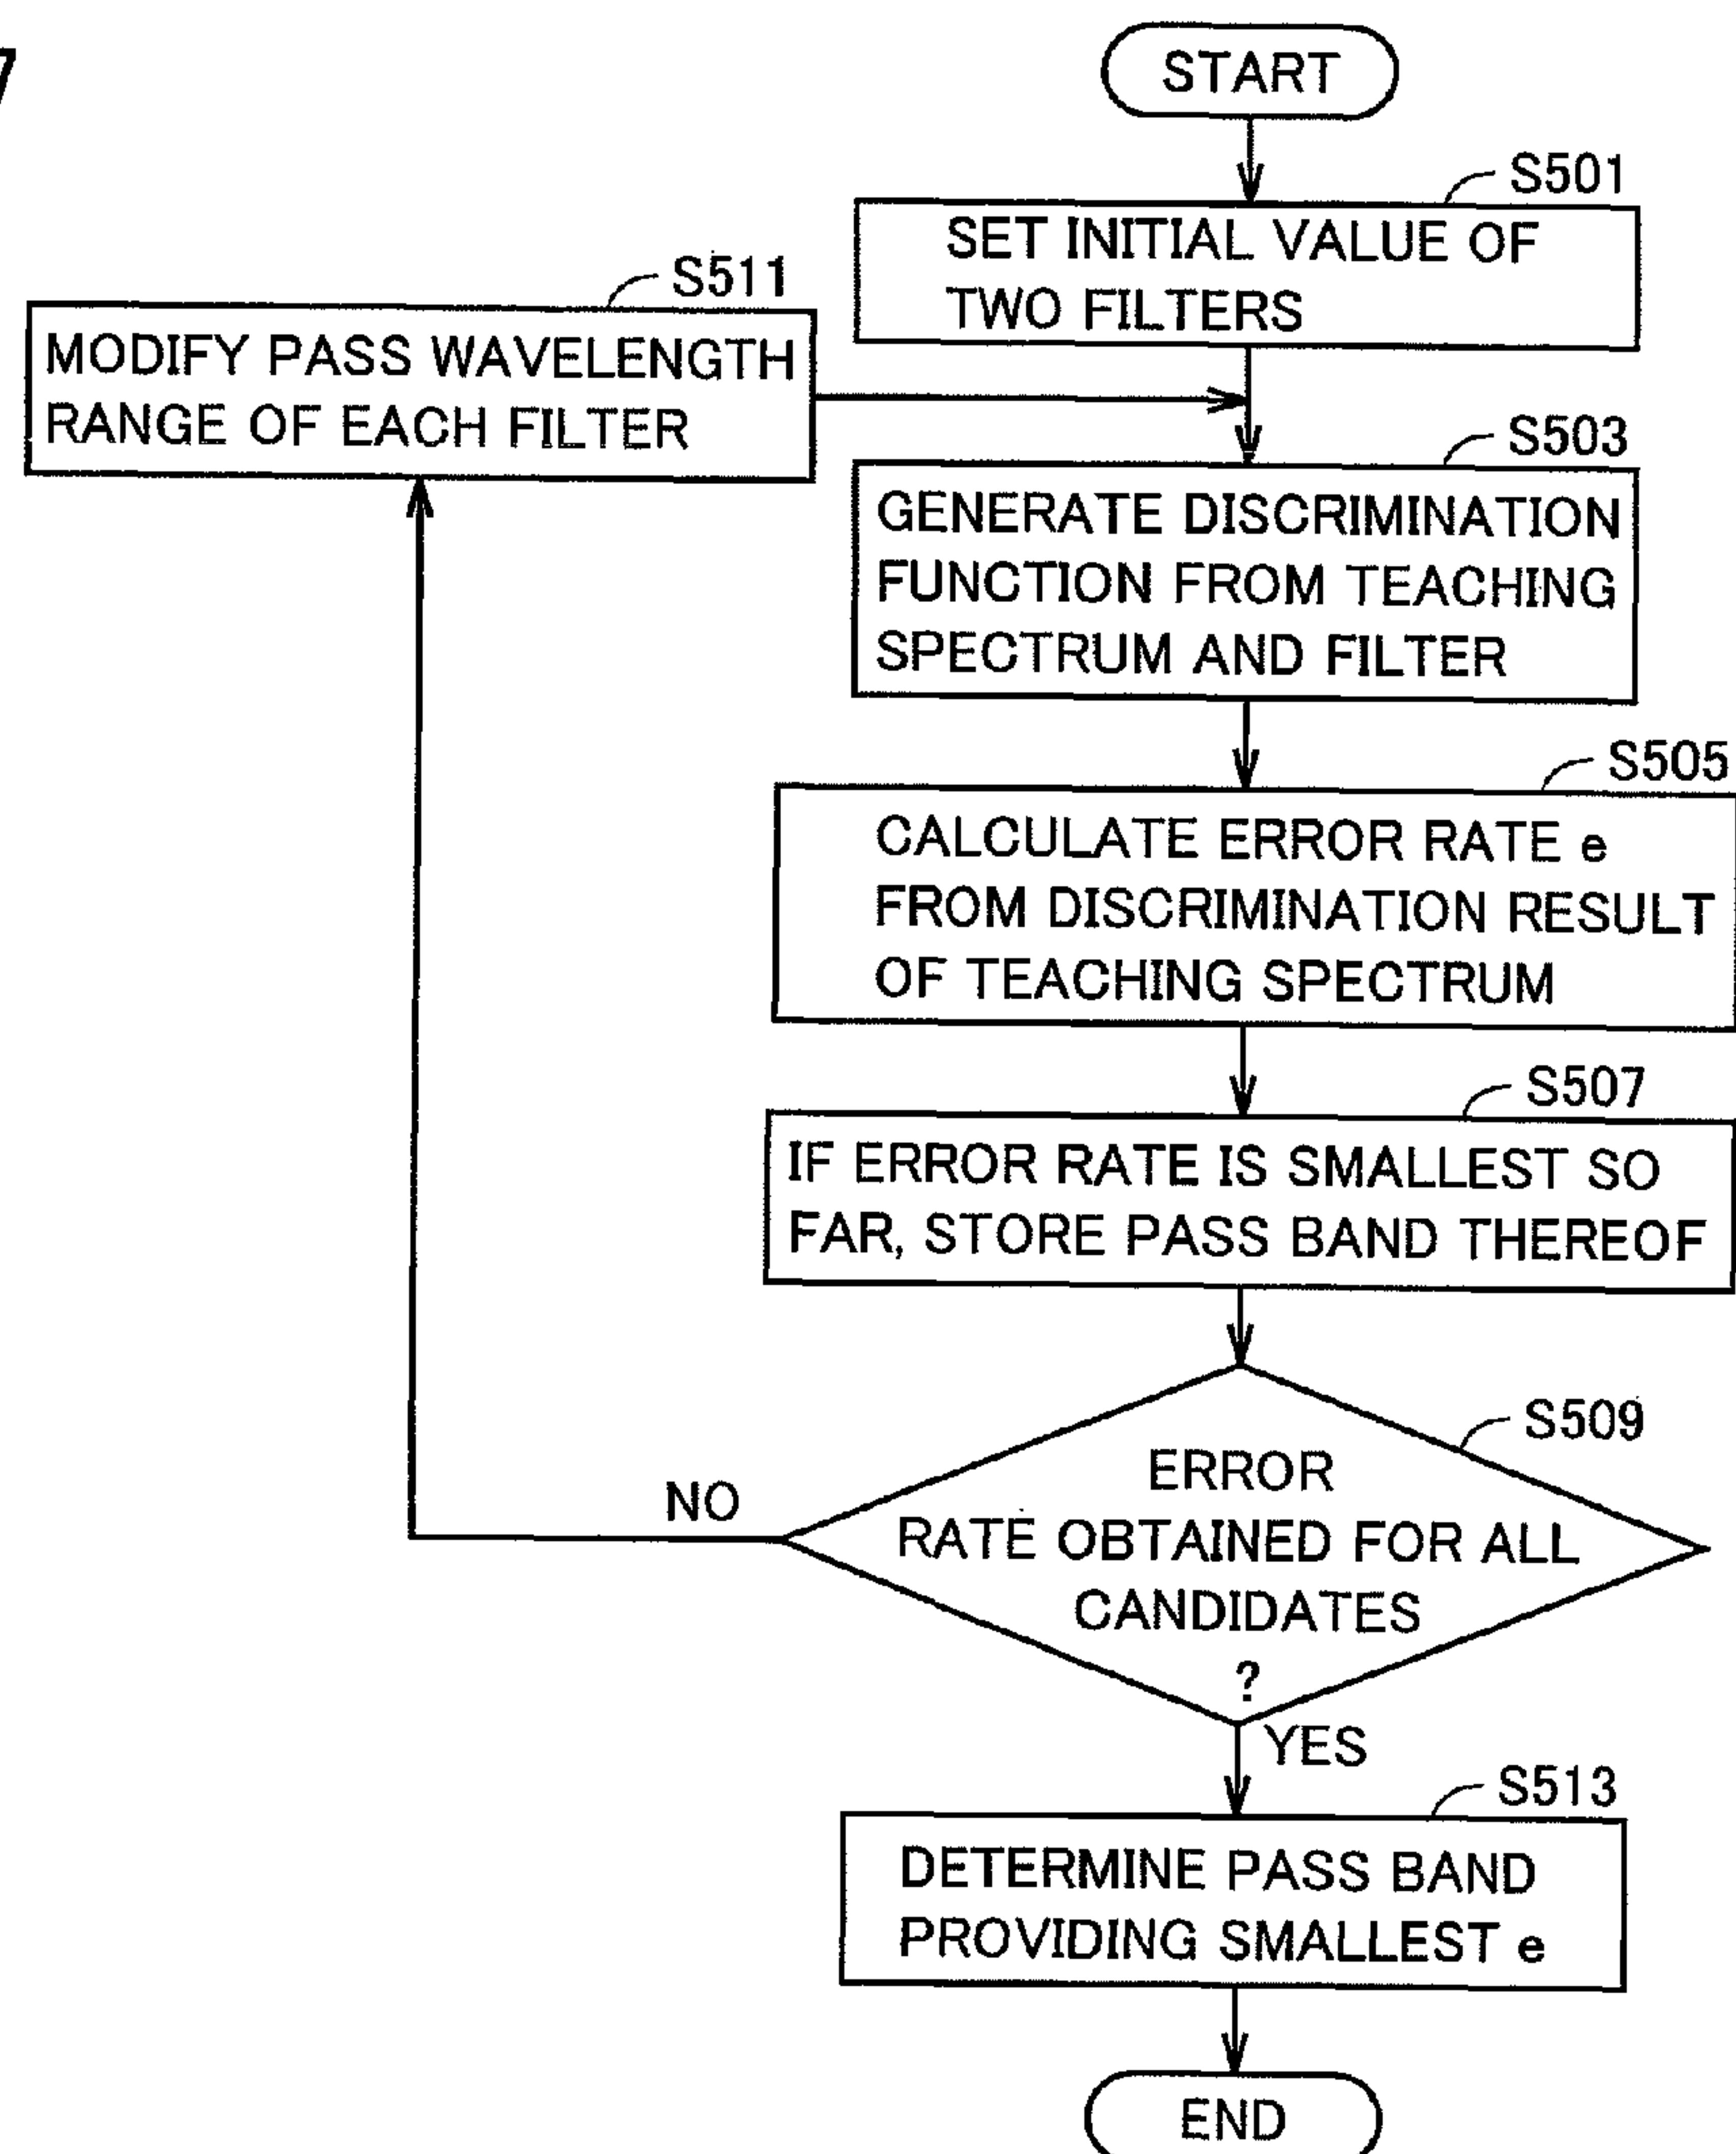 7
START
S501
SET INITIAL VALUE OF
TWO FILTERS
S511
MODIFY PASS WAVELENGTH
RANGE OF EACH FILTER
S503
GENERATE DISCRIMINATION
FUNCTION FROM TEACHING
SPECTRUM AND FILTER
S505
CALCULATE ERROR RATE e
FROM DISCRIMINATION RESULT
OF TEACHING SPECTRUM
S507
IF ERROR RATE IS SMALLEST SO
FAR, STORE PASS BAND THEREOF
S509
ERROR
RATE OBTAINED FOR ALL
CANDIDATES
?
NO
YES
S513
DETERMINE PASS BAND
PROVIDING SMALLEST e
END